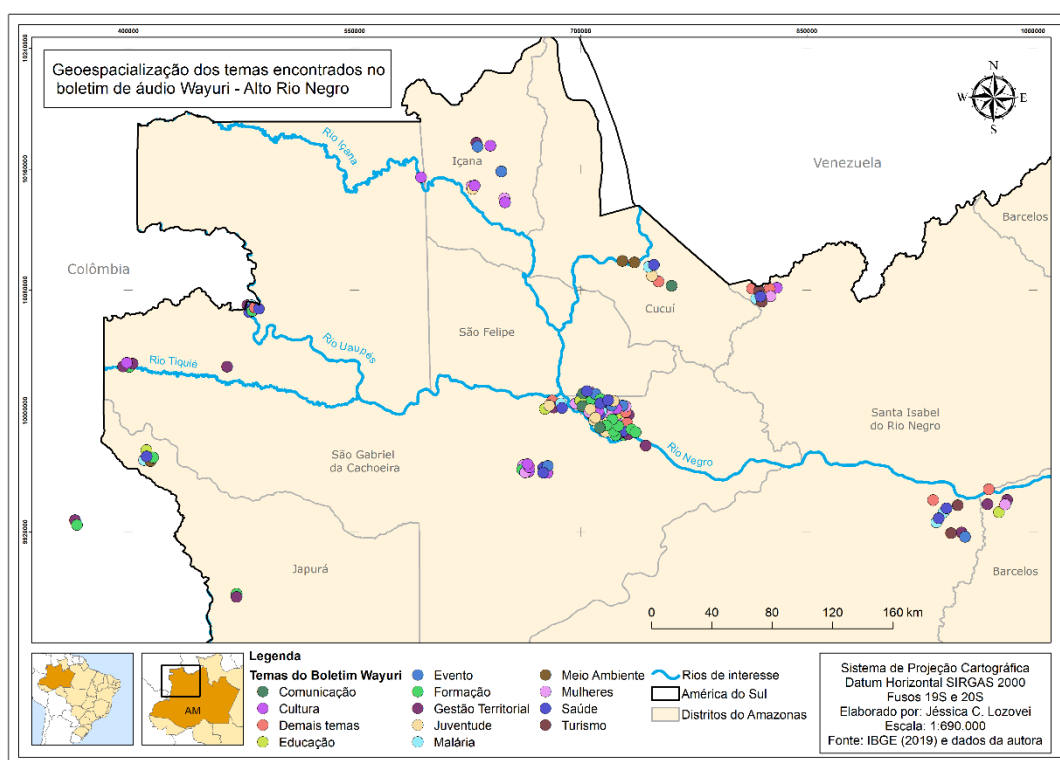 400000
550000
700000
850000
1000000
10240000
10160000
10080000
10000000
9920000
Geoespacialização dos temas encontrados no
boletim de áudio Wayuri - Alto Rio Negro
N
W
E
S
Rio Içana
Içana
Venezuela
Barcelos
Colômbia
Cucuí
São Felipe
Rio Uaupés
Rio Tiquié
Santa Isabel
do Rio Negro
São Gabriel
da Cachoeira
Rio Negro
Japurá
Barcelos
0 40 80 120 160 km
AM
Legenda
Temas do Boletim Wayuri
Comunicação
Cultura
Demais temas
Educação
Evento
Formação
Gestão Territorial
Juventude
Malária
Meio Ambiente
Mulheres
Saúde
Turismo
Rios de interesse
América do Sul
Distritos do Amazonas
Sistema de Projeção Cartográfica
Datum Horizontal SIRGAS 2000
Fusos 19S e 20S
Elaborado por: Jéssica C. Lozovei
Escala: 1:690.000
Fonte: IBGE (2019) e dados da autora